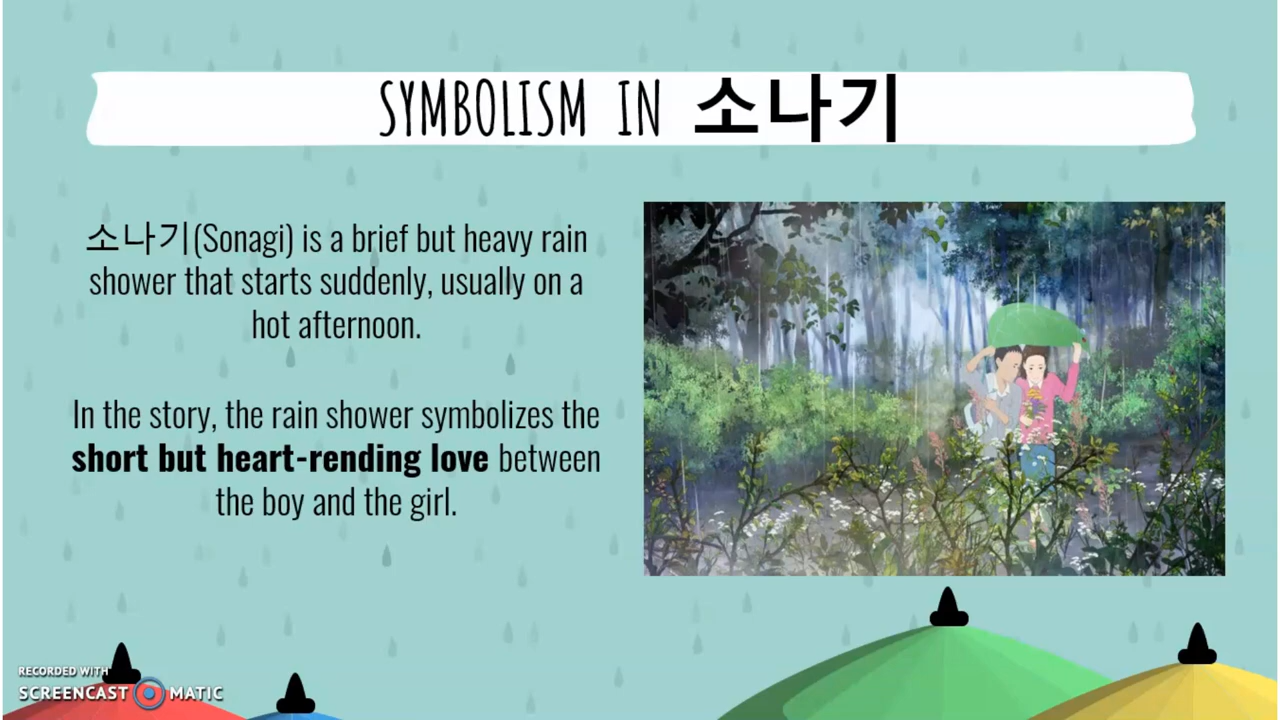 SYMBOLISM IN 소나기
소나기(Sonagi) is a brief but heavy rain
shower that starts suddenly, usually on a
hot afternoon.
In the story, the rain shower symbolizes the
short but heart-rending love between
the boy and the girl.
RECORDED WITH
SCREENCAST MATIC